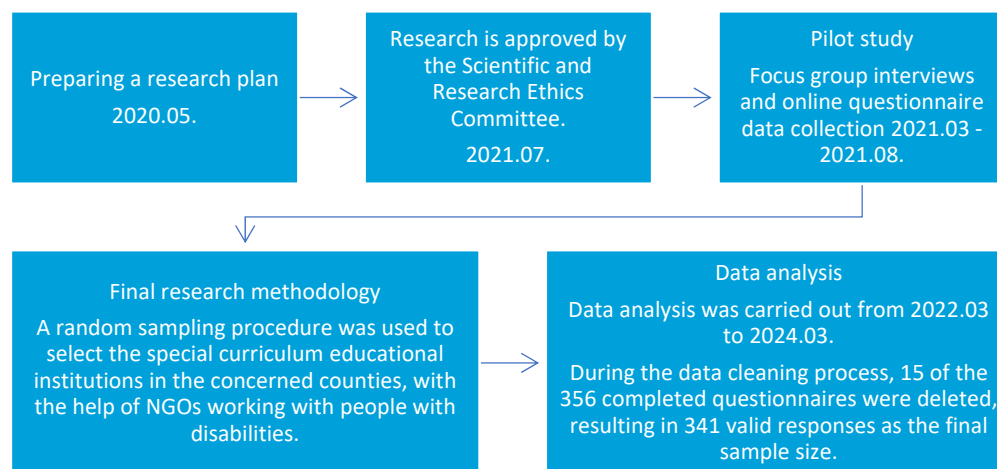 Preparing a research plan
2020.05.
Research is approved by
the Scientific and
Research Ethics
Committee.
2021.07.
Pilot study
Focus group interviews
and online questionnaire
data collection 2021.03 -
2021.08.
Final research methodology
A random sampling procedure was used to
select the special curriculum educational
institutions in the concerned counties, with
the help of NGOs working with people with
disabilities.
Data analysis
Data analysis was carried out from 2022.03
to 2024.03.
During the data cleaning process, 15 of the
356 completed questionnaires were deleted,
resulting in 341 valid responses as the final
sample size.